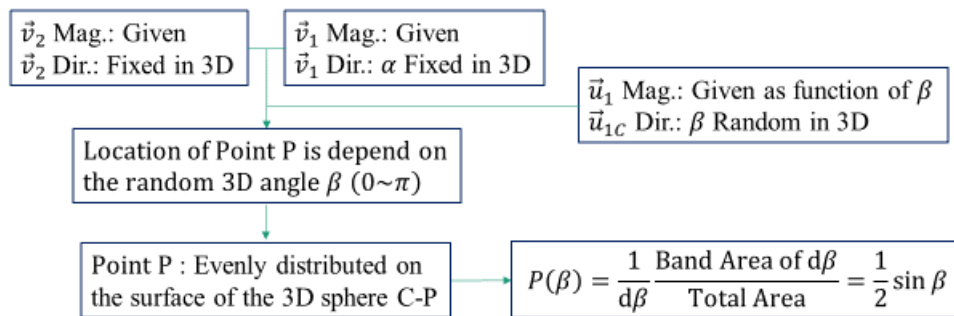 v⃗₂ Mag.: Given
v⃗₂ Dir.: Fixed in 3D
v⃗₁ Mag.: Given
v⃗₁ Dir.: α Fixed in 3D
u⃗₁ Mag.: Given as function of β
u⃗₁C Dir.: β Random in 3D
Location of Point P is depend on
the random 3D angle β (0~π)
Point P : Evenly distributed on
the surface of the 3D sphere C-P
P(β) = 1/dβ Band Area of dβ/Total Area = 1/2 sin β